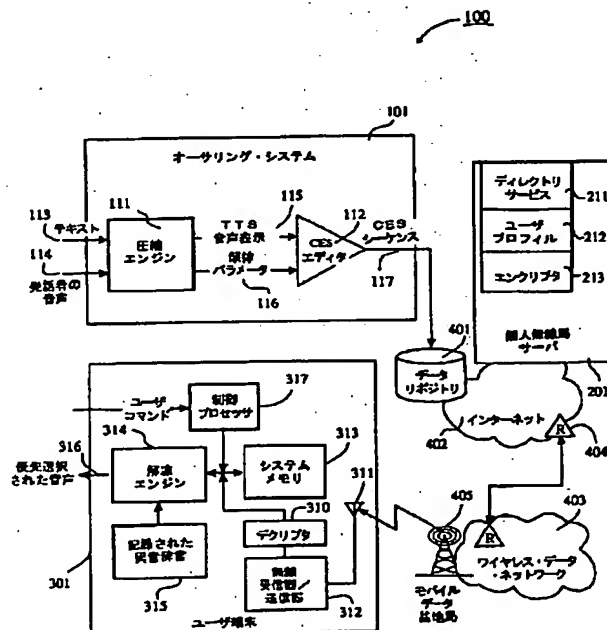 100
101
オーサリング・システム
113
テキスト
114
発話者の音声
111
圧縮
エンジン
TTS
音声表示
115
韻律
パラメータ
116
112
CES
エディタ
CES
シーケンス
117
ディレクトリ
サービス
211
ユーザ
プロフィル
212
エンクリプタ
213
個人無線局
サーバ
201
401
データ
リポジトリ
インターネット
402
R
404
ユーザ
コマンド
制御
プロセッサ
317
314
解凍
エンジン
316
優先選択
された音声
システム
メモリ
313
311
310
デクリプタ
記録された
315
無線
受信器/
送信器
312
301
ユーザ端末
405
モバイル
データ
基地局
R
403
ワイヤレス・データ
・ネットワーク